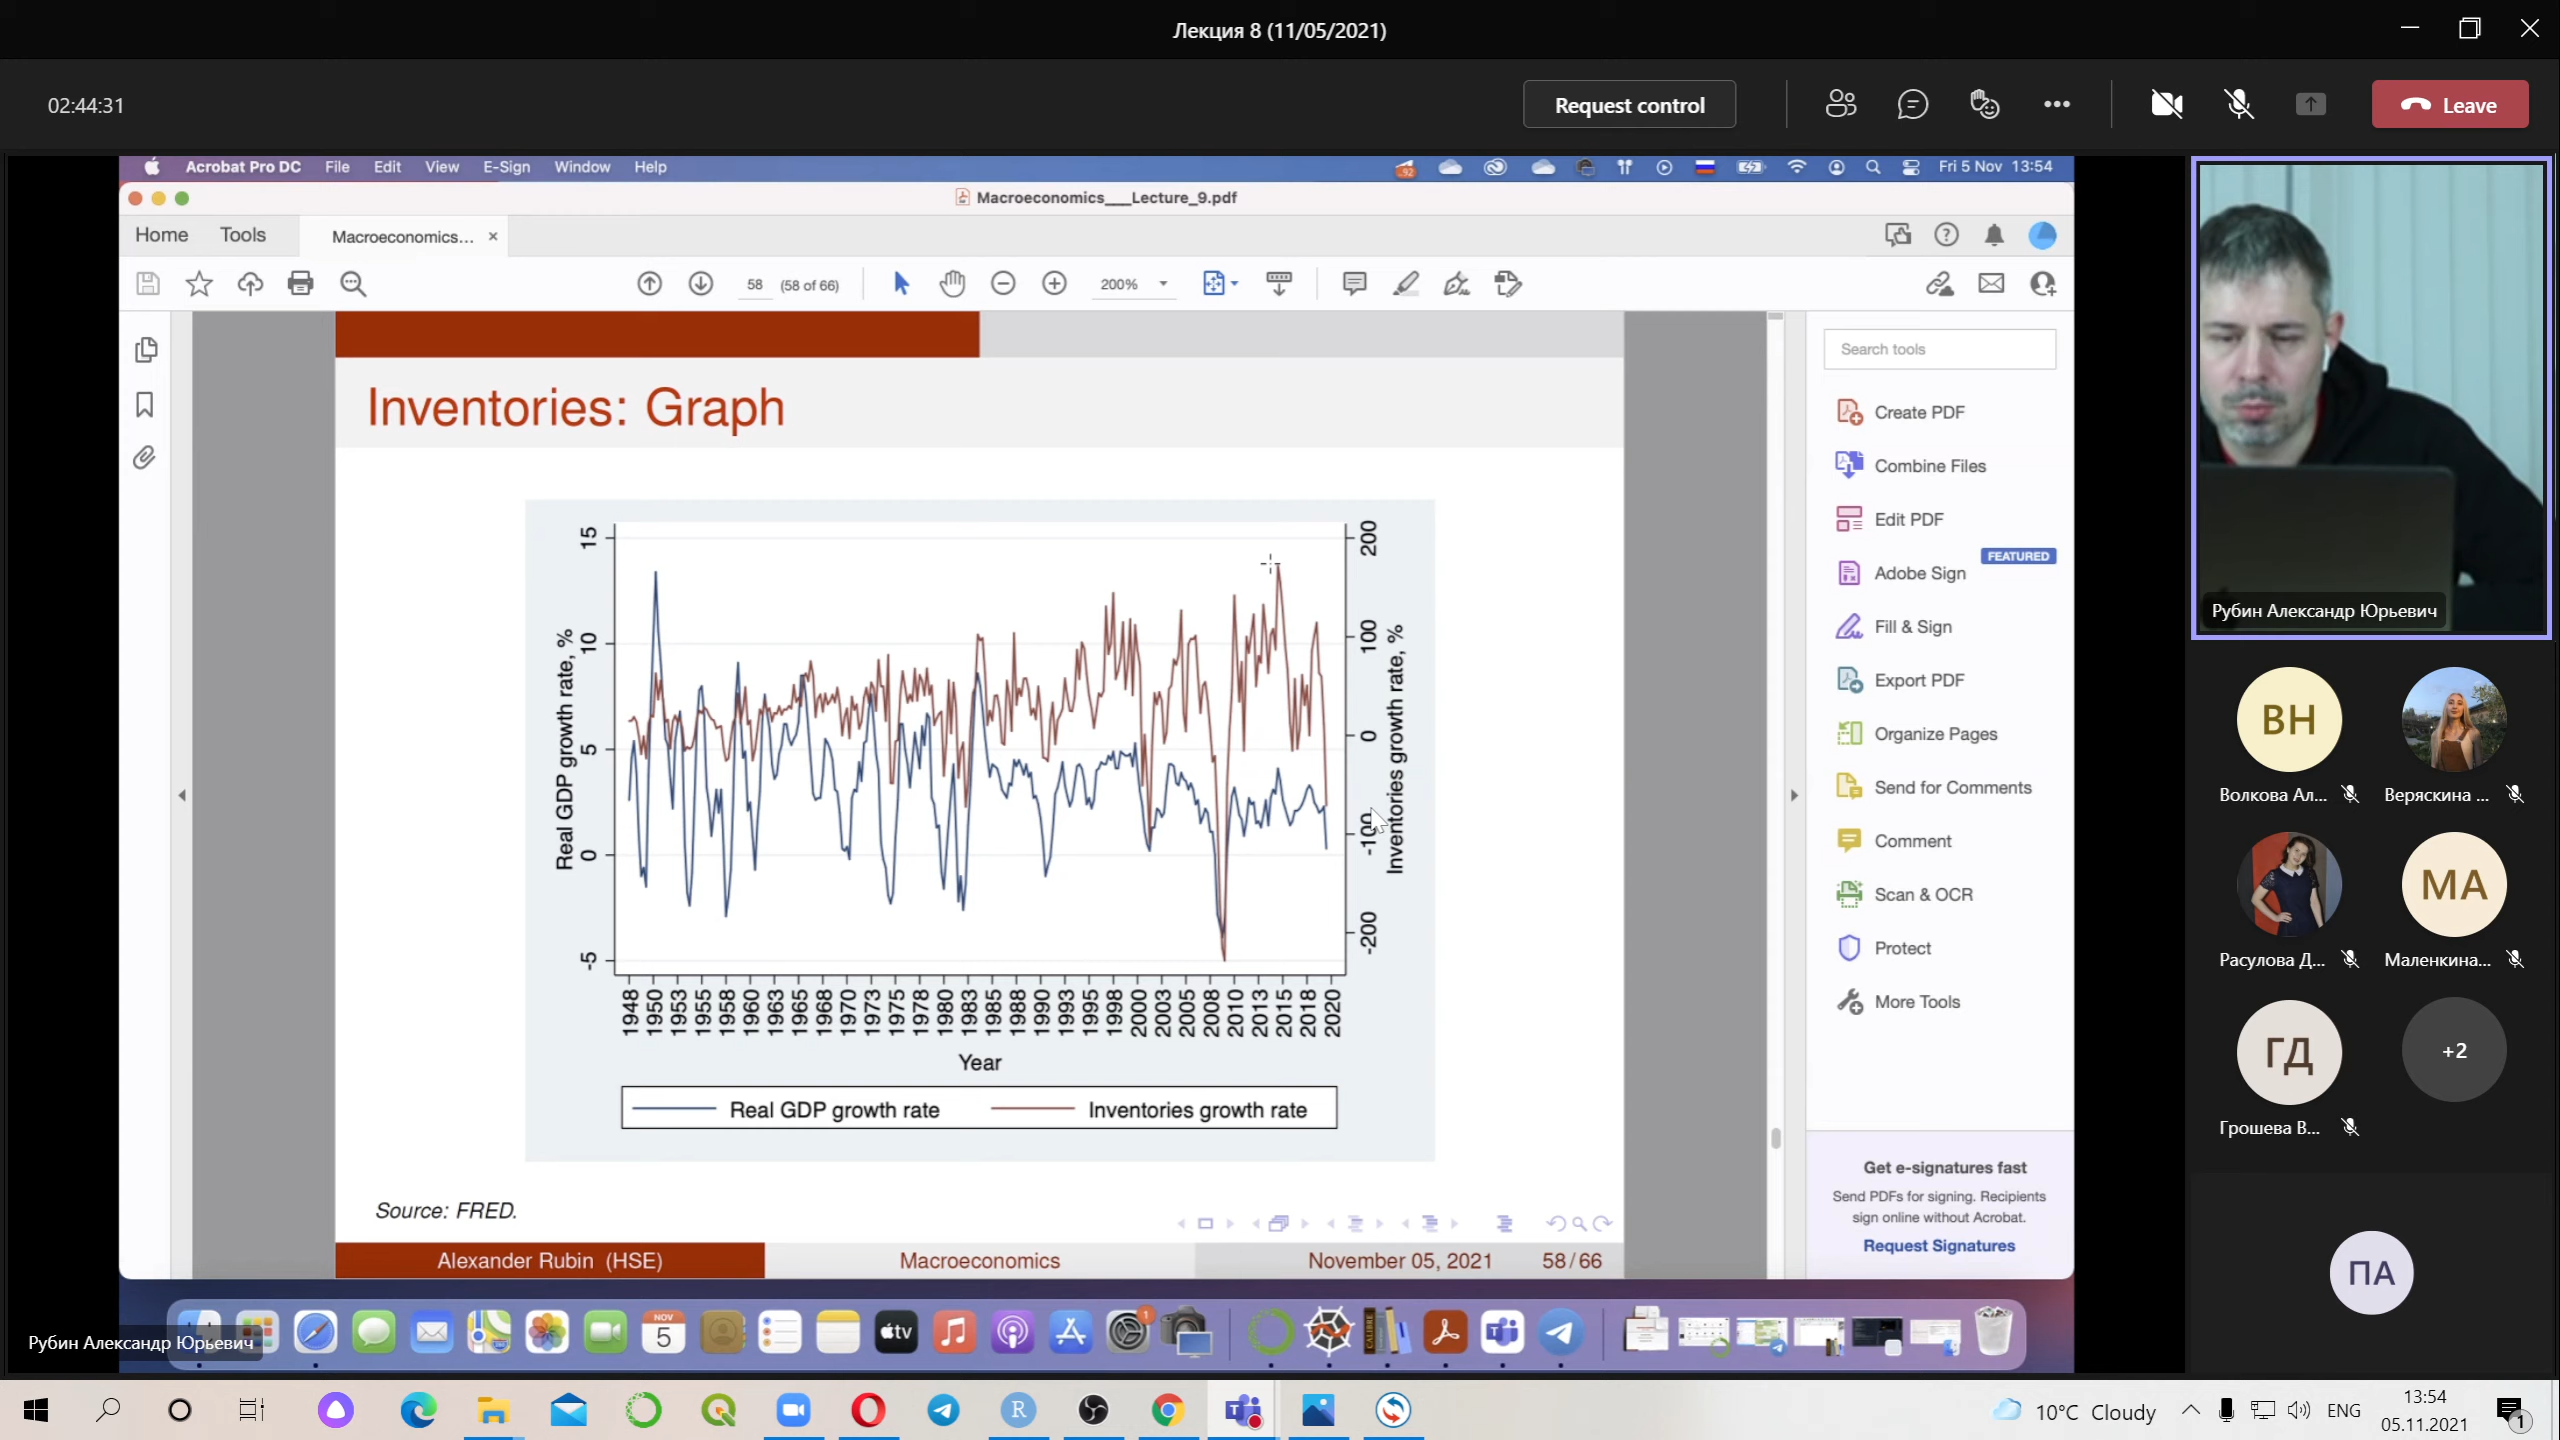 Лекция 8 (11/05/2021)
02:44:31
Request control
Leave
Acrobat Pro DC File Edit View E-Sign Window Help
92
Fri 5 Nov 13:54
Macroeconomics___Lecture_9.pdf
Home Tools Macroeconomics...
58 (58 of 66) 200%
Inventories: Graph
15
10
5
0
-5
Real GDP growth rate, %
200
100
0
-100
-200
Inventories growth rate, %
1948 1950 1953 1955 1958 1960 1963 1965 1968 1970 1973 1975 1978 1980 1983 1985 1988 1990 1993 1995 1998 2000 2003 2005 2008 2010 2013 2015 2018 2020
Year
Real GDP growth rate Inventories growth rate
Source: FRED.
Alexander Rubin (HSE) Macroeconomics November 05, 2021 58/66
Search tools
Create PDF
Combine Files
Edit PDF
FEATURED
Adobe Sign
Fill & Sign
Export PDF
Organize Pages
Send for Comments
Comment
Scan & OCR
Protect
More Tools
Get e-signatures fast
Send PDFs for signing. Recipients
sign online without Acrobat.
Request Signatures
Рубин Александр Юрьевич
ВН
Волкова Ал...
Веряскина ...
Расулова Д...
МА
Маленкина...
ГД
Грошева В...
+2
ПА
Рубин Александр Юрьевич
NOV
5
tv
1
CALIBRE
R
10°C Cloudy
ENG
13:54
05.11.2021
1